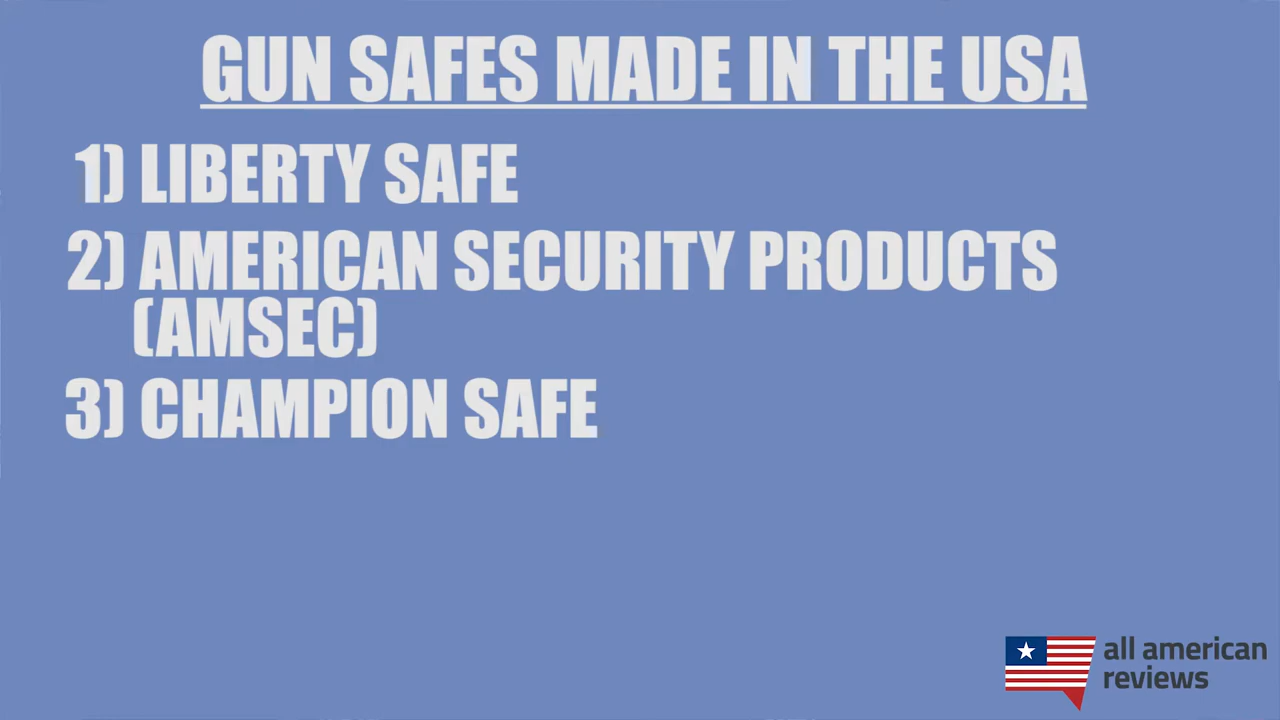 GUN SAFES MADE IN THE USA
1) LIBERTY SAFE
2) AMERICAN SECURITY PRODUCTS
(AMSEC)
3) CHAMPION SAFE
all american
reviews